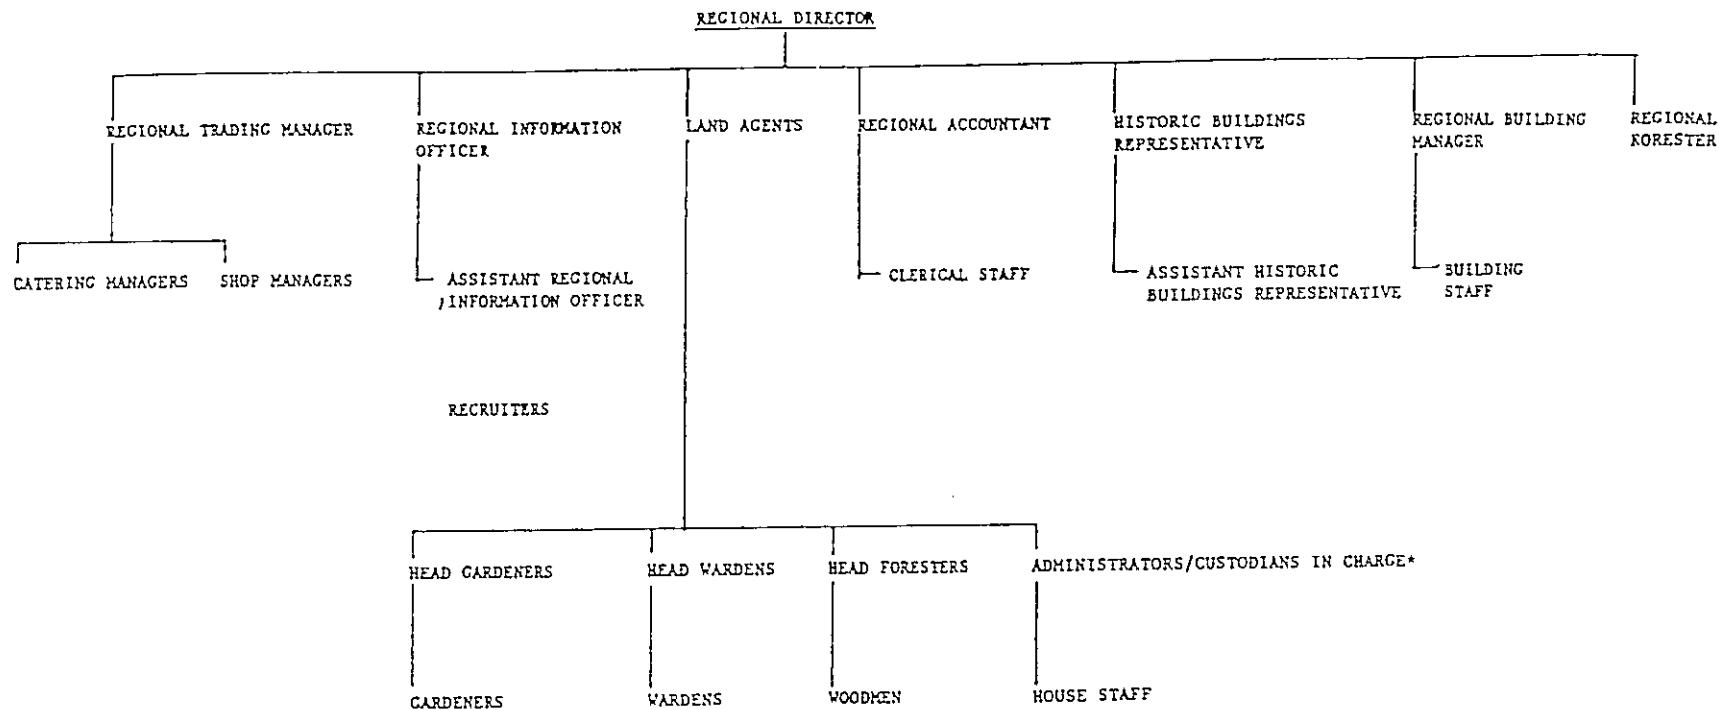 REGIONAL DIRECTOR
REGIONAL TRADING MANAGER
REGIONAL INFORMATION
OFFICER
LAND AGENTS
REGIONAL ACCOUNTANT
HISTORIC BUILDINGS
REPRESENTATIVE
REGIONAL BUILDING
MANAGER
REGIONAL
KORESTER
CATERING MANAGERS
SHOP MANAGERS
ASSISTANT REGIONAL
INFORMATION OFFICER
CLERICAL STAFF
ASSISTANT HISTORIC
BUILDINGS REPRESENTATIVE
BUILDING
STAFF
RECRUITERS
HEAD GARDENERS
HEAD WARDENS
HEAD FORESTERS
ADMINISTRATORS/CUSTODIANS IN CHARGE*
GARDENERS
WARDENS
WOODMEN
HOUSE STAFF